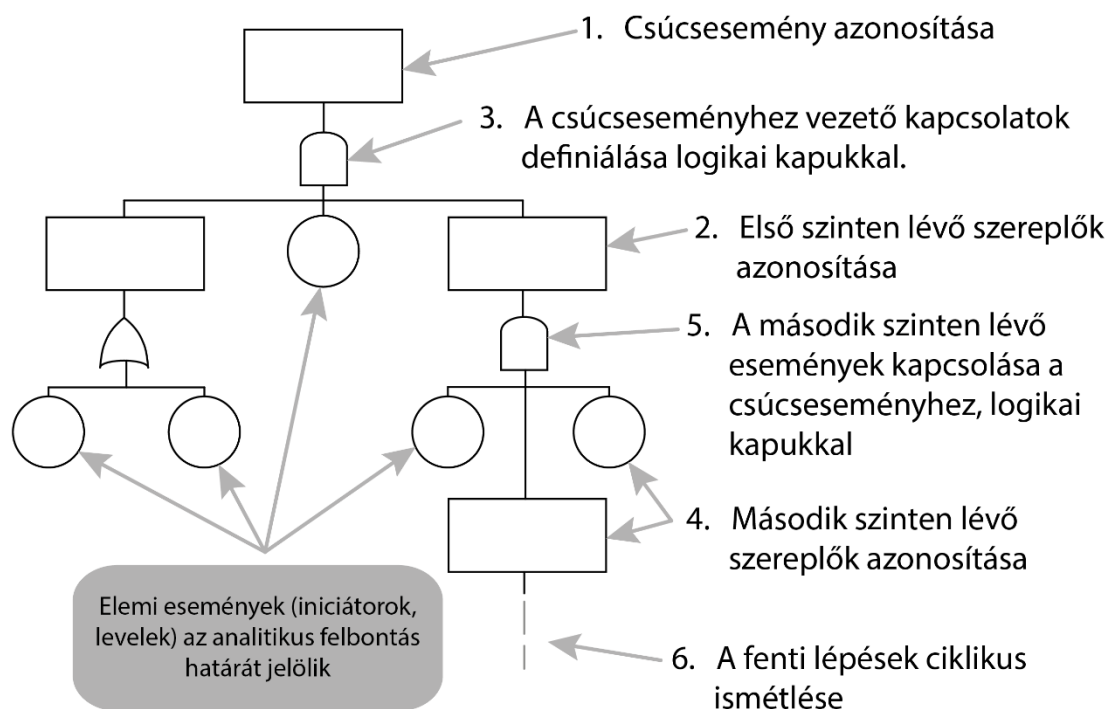 1. Csúcsesemény azonosítása
3. A csúcseseményhez vezető kapcsolatok
definiálása logikai kapukkal.
2. Első szinten lévő szereplők
azonosítása
5. A második szinten lévő
események kapcsolása a
csúcseseményhez, logikai
kapukkal
4. Második szinten lévő
szereplők azonosítása
Elemi események (iniciátorok,
levelek) az analitikus felbontás
határát jelölik
6. A fenti lépések ciklikus
ismétlése